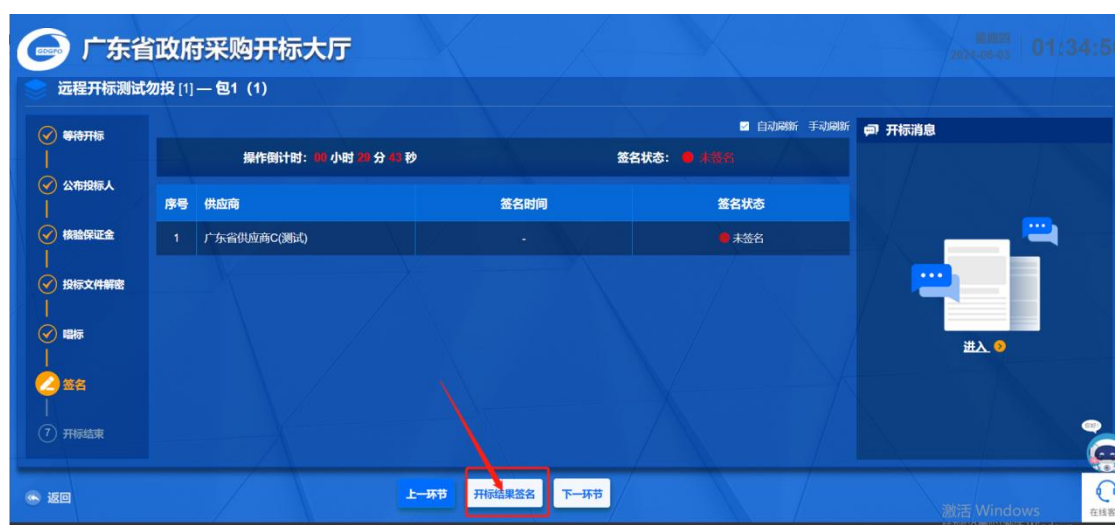 GDGPO 广东省政府采购开标大厅
01:34:5
远程开标测试勿投 [1] — 包1（1）
等待开标
公布投标人
核验保证金
投标文件解密
唱标
签名
7 开标结束
自动刷新 手动刷新
操作倒计时：00 小时 29 分 43 秒 签名状态： 未签名
序号 供应商 签名时间 签名状态
1 广东省供应商C(测试) - 未签名
开标消息
进入
你好
返回
上一环节 开标结果签名 下一环节
激活 Windows
在线客